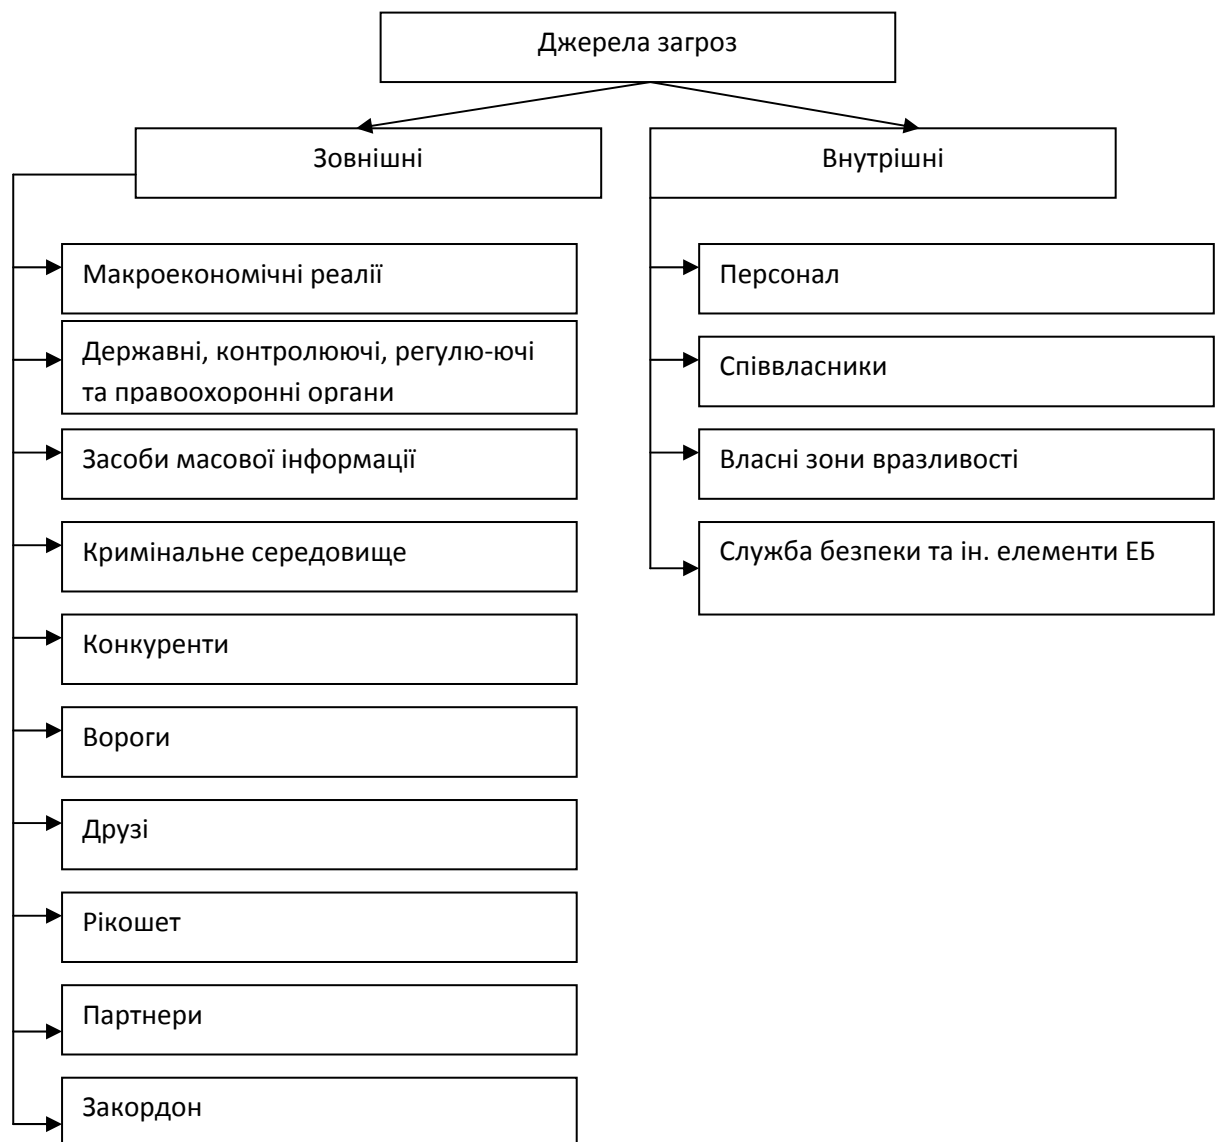 Джерела загроз
Зовнішні
Внутрішні
Макроекономічні реалії
Державні, контролюючі, регулю-ючі
та правоохоронні органи
Засоби масової інформації
Кримінальне середовище
Конкуренти
Вороги
Друзі
Рікошет
Партнери
Закордон
Персонал
Співвласники
Власні зони вразливості
Служба безпеки та ін. елементи ЕБ